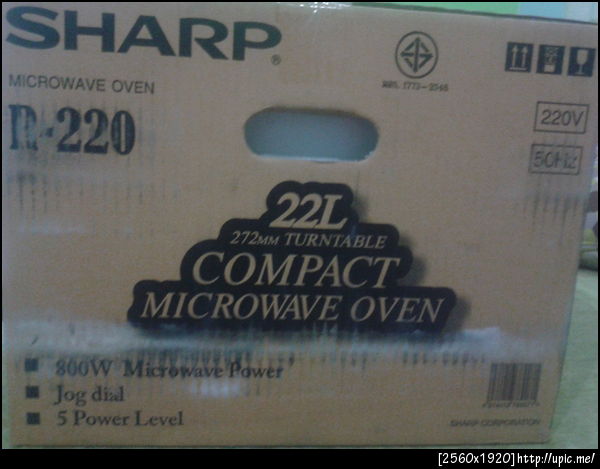 SHARP®
MICROWAVE OVEN
R-220
220V
50HZ
22L
272MM TURNTABLE
COMPACT
MICROWAVE OVEN
800W Microwave Power
Jog dial
5 Power Level
SHARP CORPORATION
[2560x1920]http://upic.me/